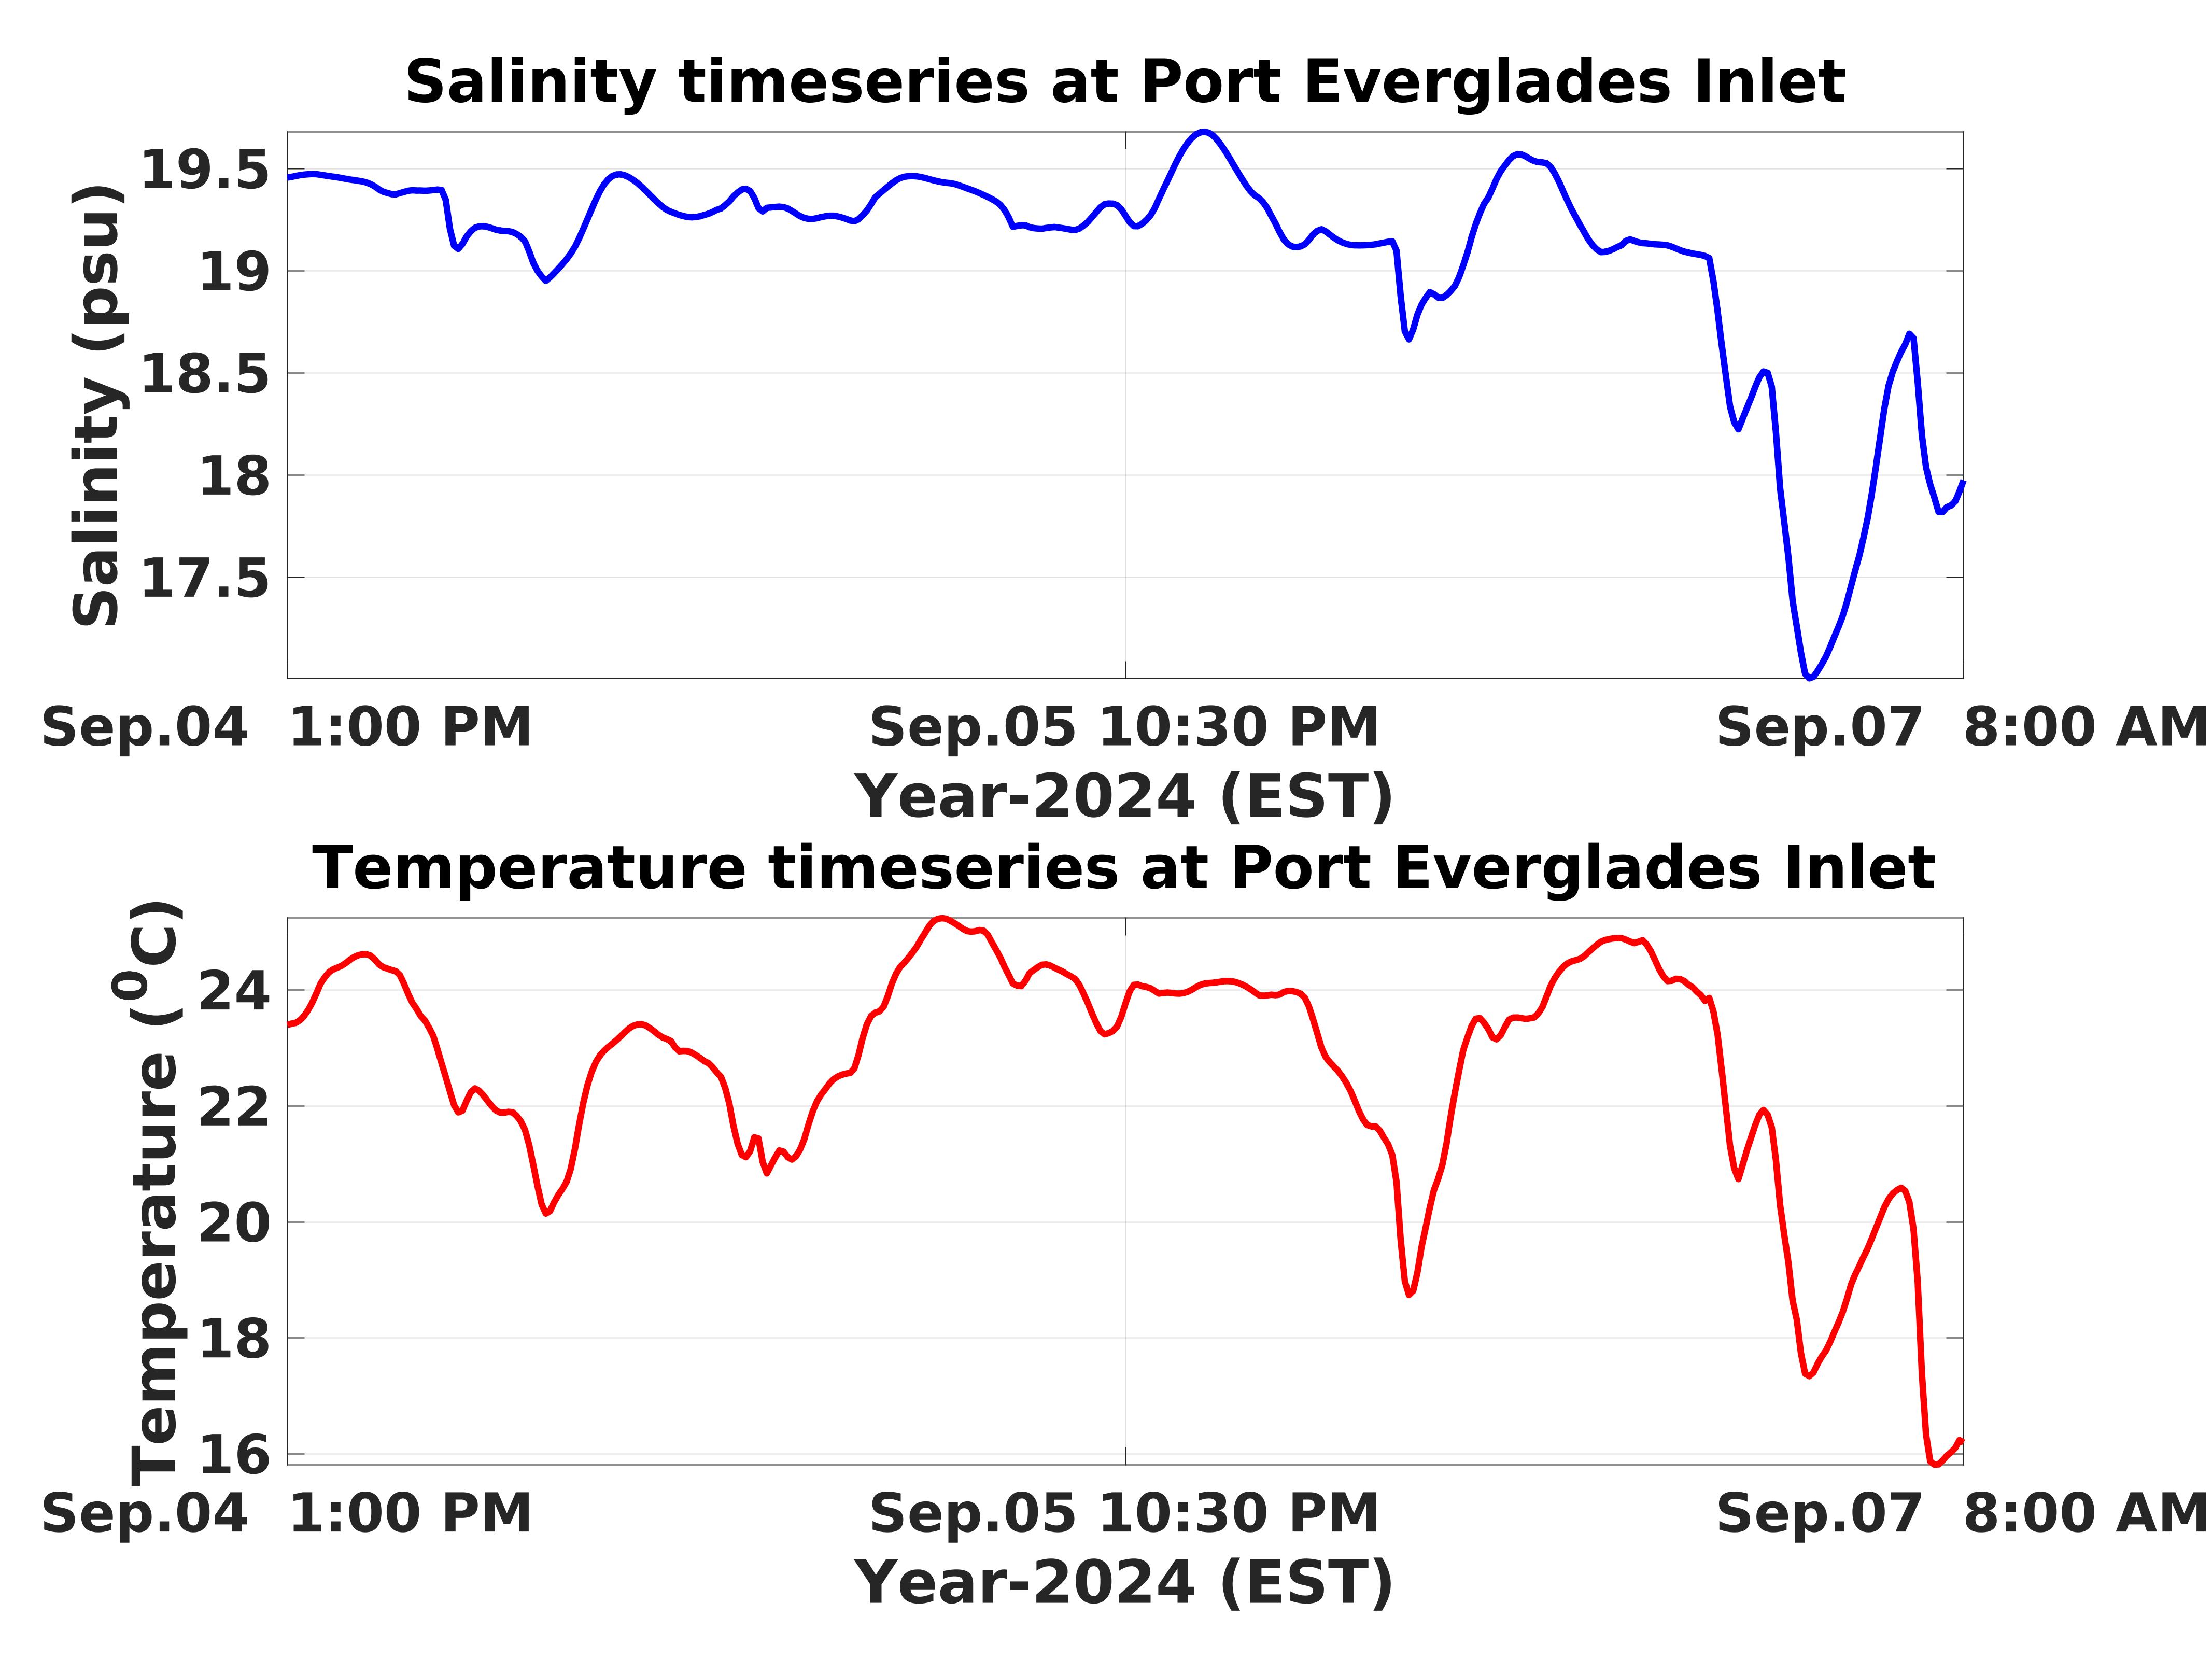 Salinity timeseries at Port Everglades Inlet
Salinity (psu)
19.5
19
18.5
18
17.5
Sep.04 1:00 PM Sep.05 10:30 PM Sep.07 8:00 AM
Year-2024 (EST)
Temperature timeseries at Port Everglades Inlet
Temperature (⁰C)
24
22
20
18
16
Sep.04 1:00 PM Sep.05 10:30 PM Sep.07 8:00 AM
Year-2024 (EST)